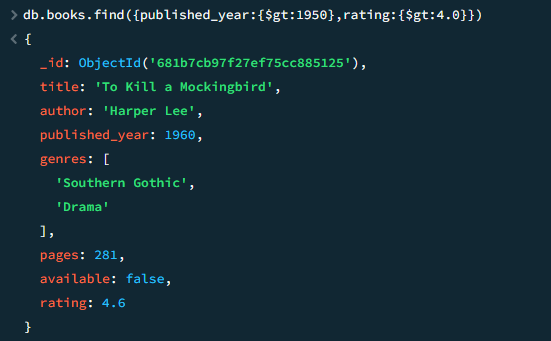 > db.books.find({published_year:{$gt:1950},rating:{$gt:4.0}})
< {
_id: ObjectId('681b7cb97f27ef75cc885125'),
title: 'To Kill a Mockingbird',
author: 'Harper Lee',
published_year: 1960,
genres: [
'Southern Gothic',
'Drama'
],
pages: 281,
available: false,
rating: 4.6
}